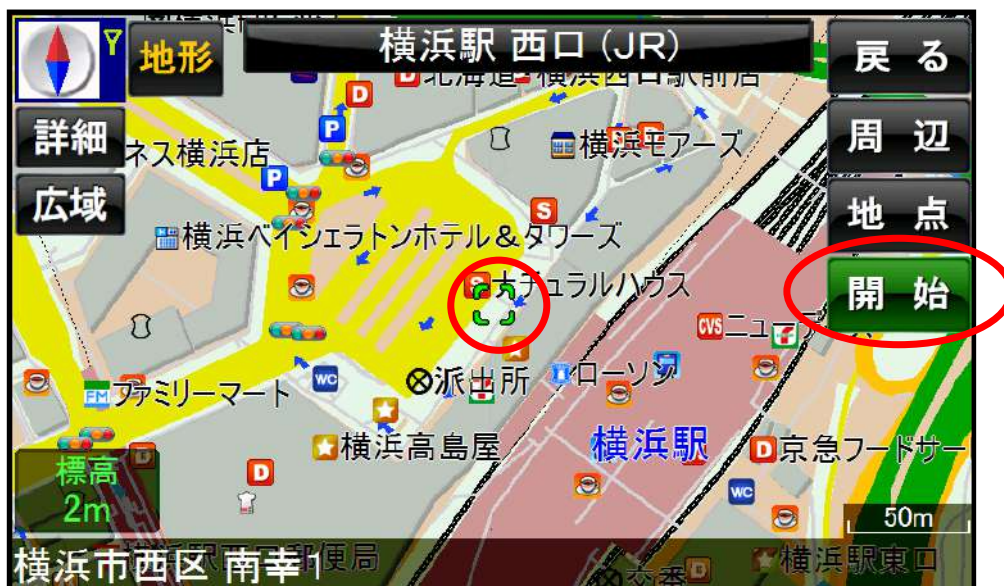 横浜駅 西口 (JR)
地形
戻る
北海道
横浜西口駅前店
詳細
ネス横浜店
P
D
横浜モアーズ
周辺
P
広域
S
地点
横浜ベイシェラトンホテル&タワーズ
S
ナチュラルハウス
開始
CVS
ニュー
派出所
ローソン
WC
FM
ファミリーマート
横浜高島屋
横浜駅
D
京急フードサー
標高
2m
D
WC
50m
横浜市西区 南幸1
便局
交番
D
横浜駅東口